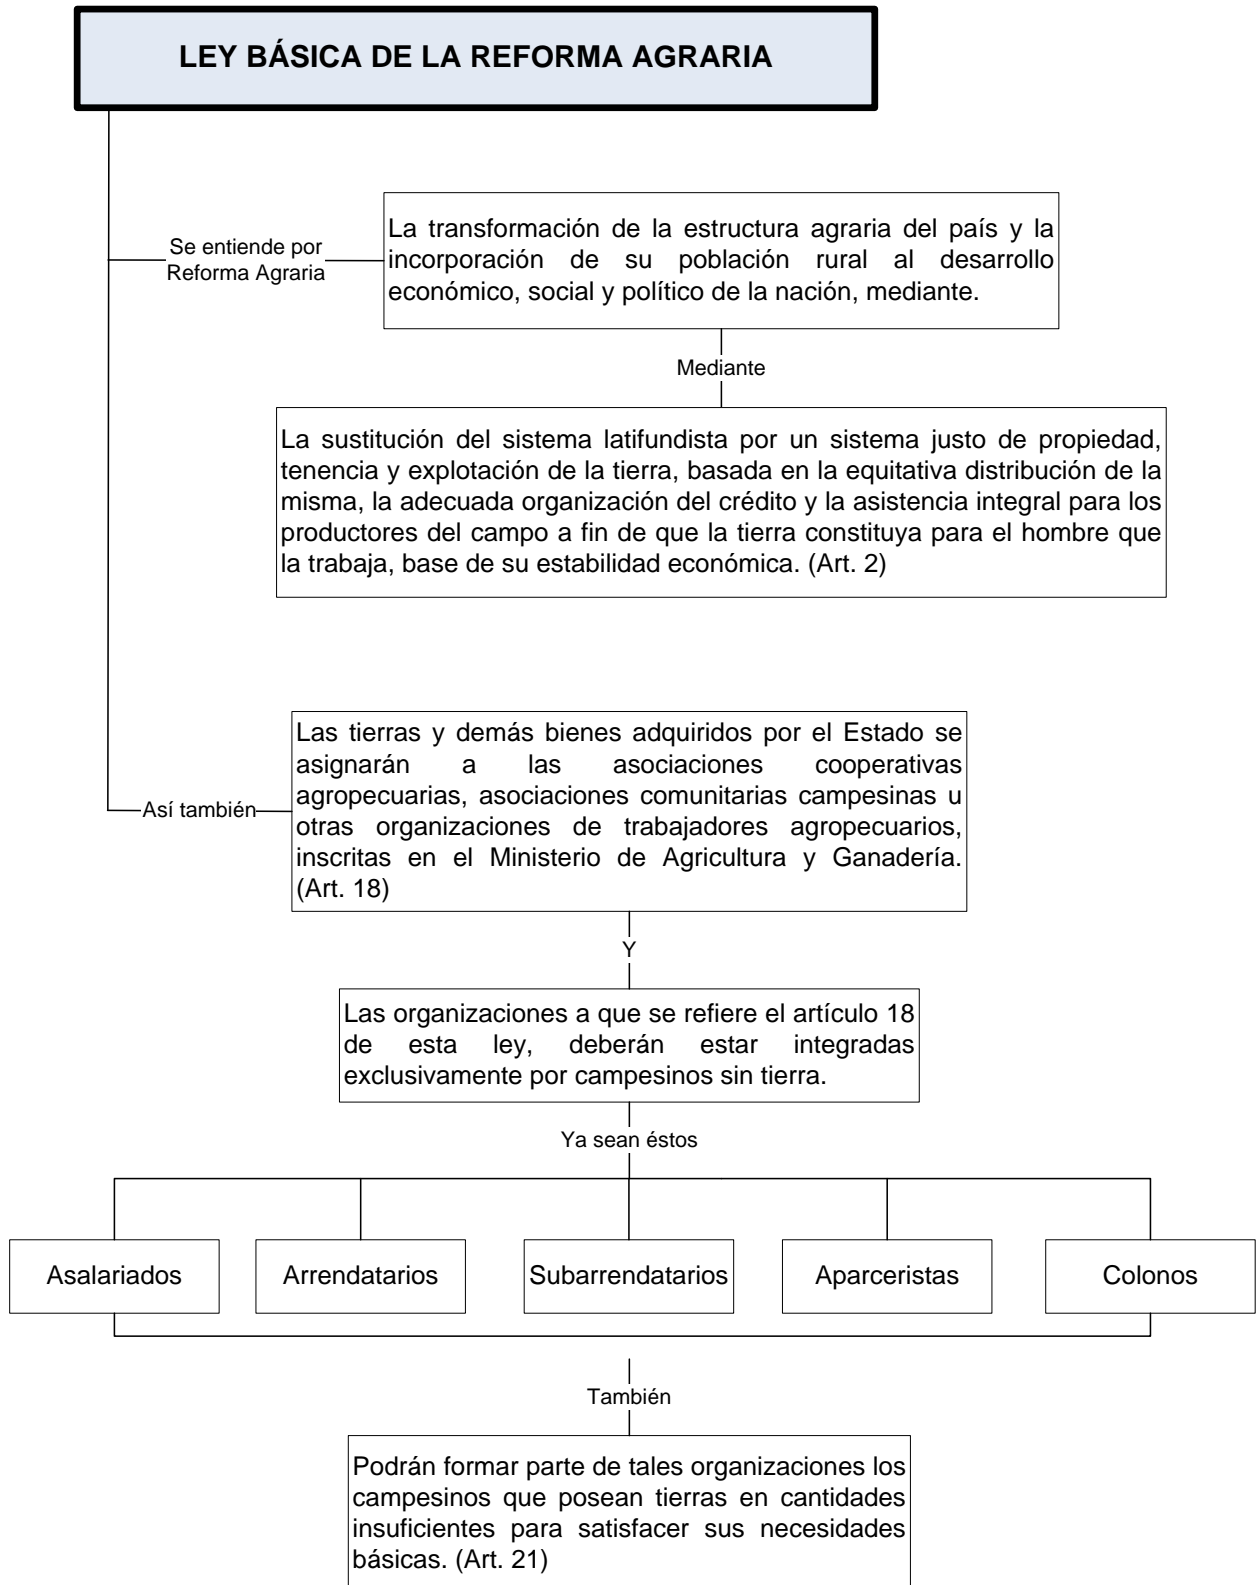 LEY BÁSICA DE LA REFORMA AGRARIA
Se entiende por
Reforma Agraria
La transformación de la estructura agraria del país y la
incorporación de su población rural al desarrollo
económico, social y político de la nación, mediante.
Mediante
La sustitución del sistema latifundista por un sistema justo de propiedad,
tenencia y explotación de la tierra, basada en la equitativa distribución de la
misma, la adecuada organización del crédito y la asistencia integral para los
productores del campo a fin de que la tierra constituya para el hombre que
la trabaja, base de su estabilidad económica. (Art. 2)
Así también
Las tierras y demás bienes adquiridos por el Estado se
asignarán a las asociaciones cooperativas
agropecuarias, asociaciones comunitarias campesinas u
otras organizaciones de trabajadores agropecuarios,
inscritas en el Ministerio de Agricultura y Ganadería.
(Art. 18)
Y
Las organizaciones a que se refiere el artículo 18
de esta ley, deberán estar integradas
exclusivamente por campesinos sin tierra.
Ya sean éstos
Asalariados
Arrendatarios
Subarrendatarios
Aparceristas
Colonos
También
Podrán formar parte de tales organizaciones los
campesinos que posean tierras en cantidades
insuficientes para satisfacer sus necesidades
básicas. (Art. 21)